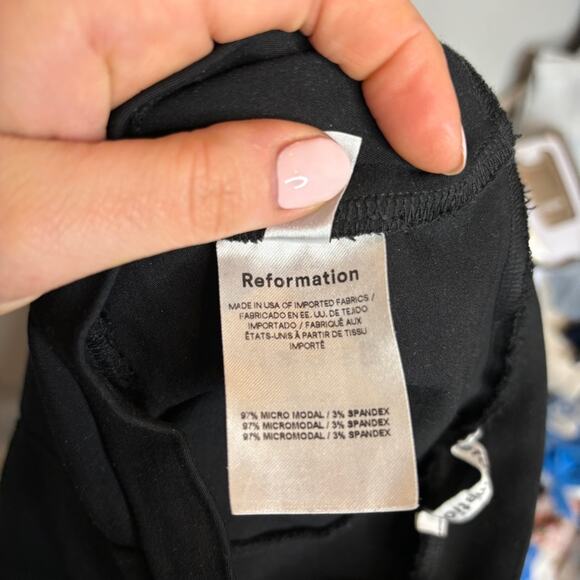 Reformation
MADE IN USA OF IMPORTED FABRICS /
FABRICADO EN EE. UU. DE TEJIDO
IMPORTADO / FABRIQUÉ AUX
ÉTATS-UNIS À PARTIR DE TISSU
IMPORTÉ
97% MICRO MODAL / 3% SPANDEX
97% MICROMODAL / 3% SPANDEX
97% MICROMODAL / 3% SPANDEX